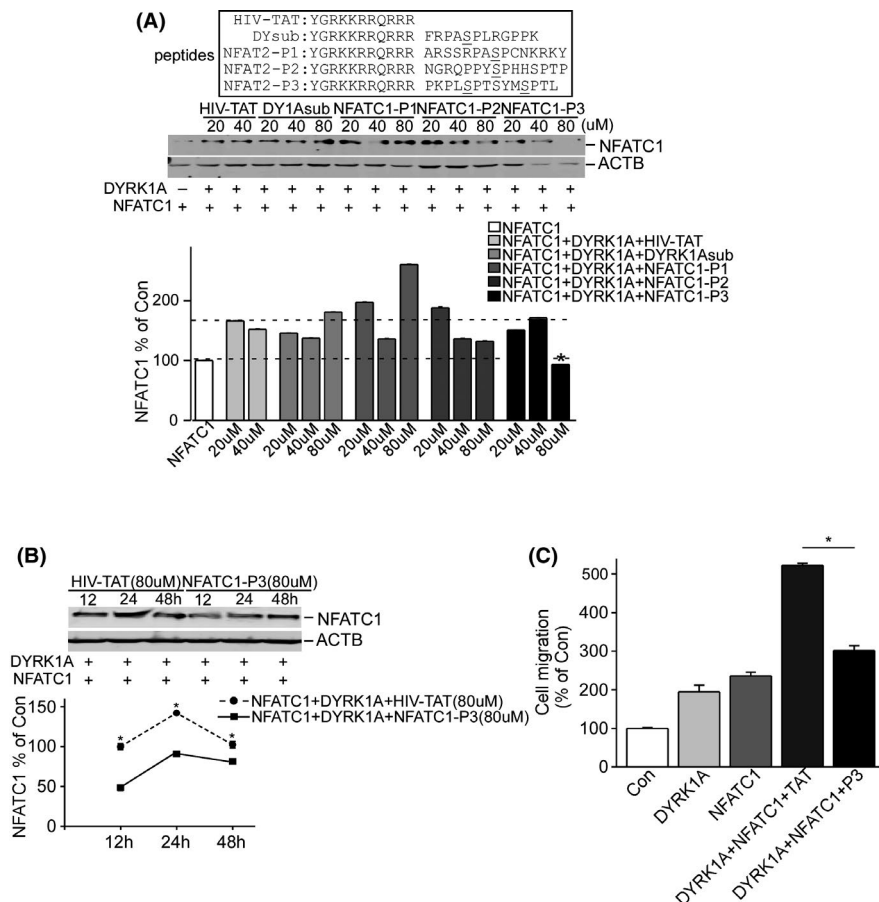 (A)
HIV-TAT:YGRKKRRQRRR
DYsub:YGRKKRRQRRR FRPASPLRGPPK
peptides
NFAT2-P1:YGRKKRRQRRR ARSSRPASPCNKRKY
NFAT2-P2:YGRKKRRQRRR NGRQPPYSPHHSPTP
NFAT2-P3:YGRKKRRQRRR PKPLSPTSYMSPTL
HIV-TAT DY1Asub NFATC1-P1 NFATC1-P2 NFATC1-P3
20 40 20 40 80 20 40 80 20 40 80 20 40 80 (uM)
NFATC1
ACTB
DYRK1A – + + + + + + + + + + + + + +
NFATC1 + + + + + + + + + + + + + + +
NFATC1
NFATC1+DYRK1A+HIV-TAT
NFATC1+DYRK1A+DYRK1Asub
NFATC1+DYRK1A+NFATC1-P1
NFATC1+DYRK1A+NFATC1-P2
NFATC1+DYRK1A+NFATC1-P3
NFATC1 % of Con
200
100
0
*
NFATC1 20uM 40uM 20uM 40uM 80uM 20uM 40uM 80uM 20uM 40uM 80uM 20uM 40uM 80uM
(B)
HIV-TAT(80uM) NFATC1-P3(80uM)
12 24 48h 12 24 48h
NFATC1
ACTB
DYRK1A + + + + + +
NFATC1 + + + + + +
NFATC1+DYRK1A+HIV-TAT(80uM)
NFATC1+DYRK1A+NFATC1-P3(80uM)
NFATC1 % of Con
150
100
50
0
* * *
12h 24h 48h
(C)
*
Cell migration
(% of Con)
500
400
300
200
100
0
Con
DYRK1A
NFATC1
DYRK1A+NFATC1+TAT
DYRK1A+NFATC1+P3